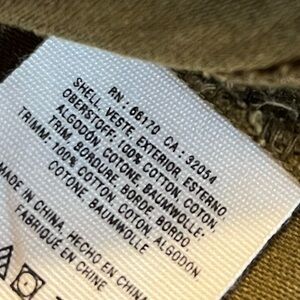 RN : 66170 CA : 32054
SHELL, VESTE, EXTERIOR, ESTERNO,
OBERSTOFF: 100% COTTON, COTON,
ALGODÓN, COTONE, BAUMWOLLE
TRIM, BORDURE, BORDE, BORDO,
TRIMM: 100% COTTON, COTON, ALGODON
COTONE, BAUMWOLLE
MADE IN CHINA, HECHO EN CHINA
FABRIQUÉ EN CHINE